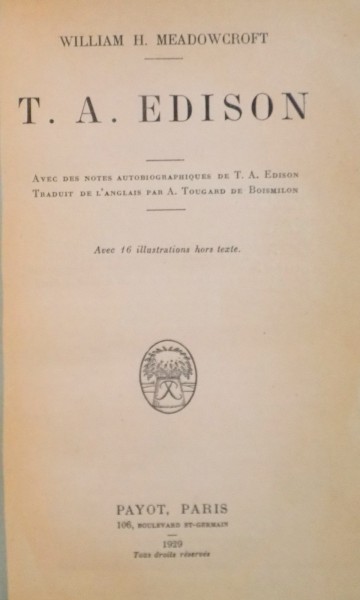 WILLIAM H. MEADOWCROFT
T. A. EDISON
AVEC DES NOTES AUTOBIOGRAPHIQUES DE T. A. EDISON
TRADUIT DE L'ANGLAIS PAR A. TOUGARD DE BOISMILON
Avec 16 illustrations hors texte.
PAYOT, PARIS
106, BOULEVARD ST-GERMAIN
1929
Tous droits réservés